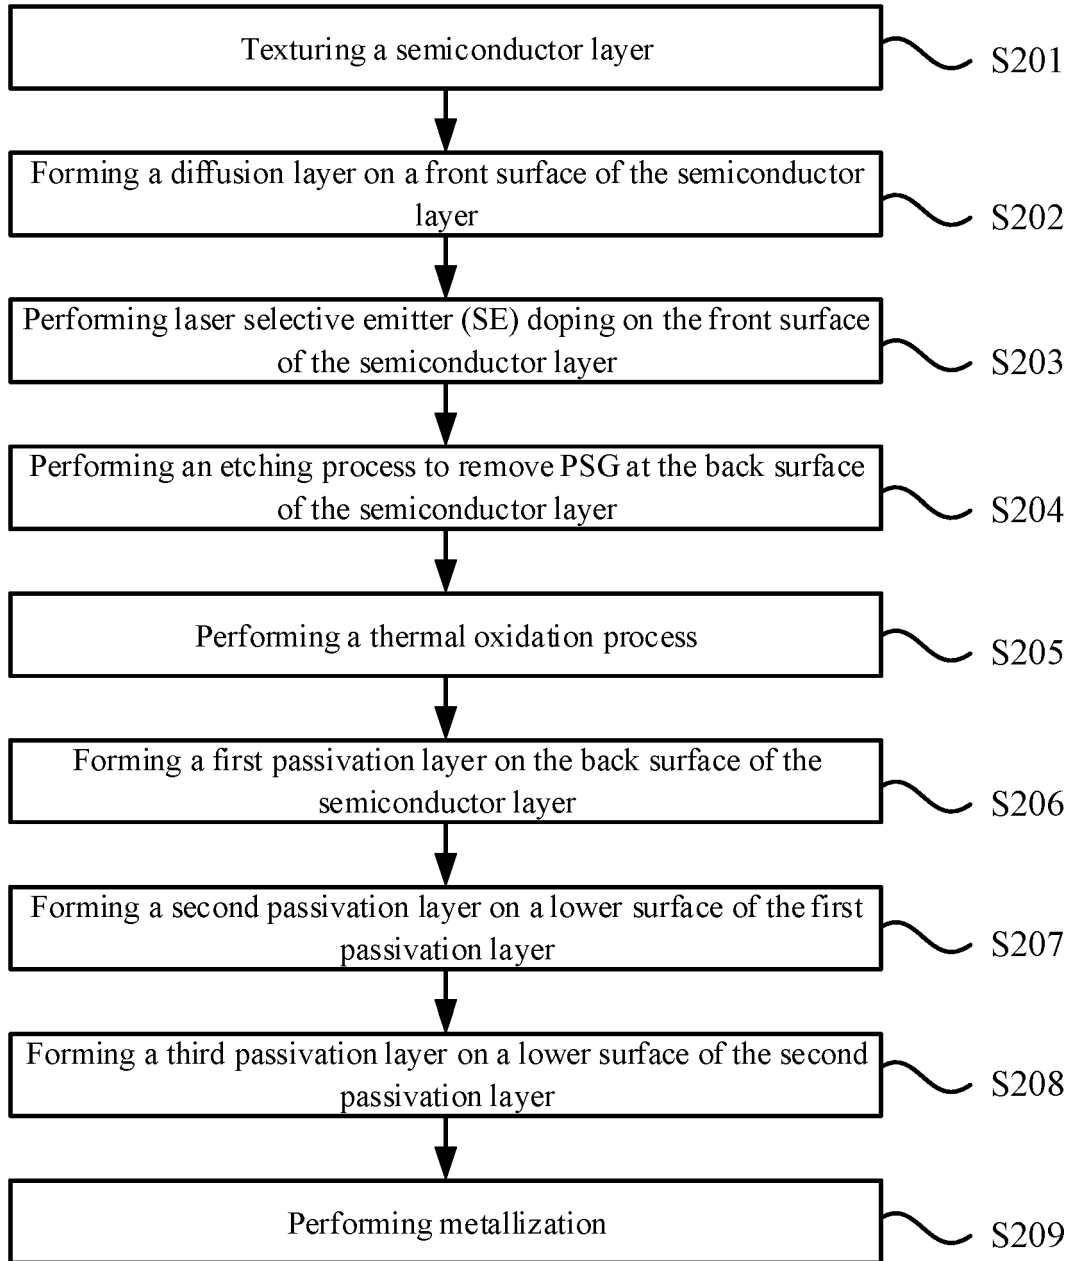 Texturing a semiconductor layer
S201
Forming a diffusion layer on a front surface of the semiconductor
layer
S202
Performing laser selective emitter (SE) doping on the front surface
of the semiconductor layer
S203
Performing an etching process to remove PSG at the back surface
of the semiconductor layer
S204
Performing a thermal oxidation process
S205
Forming a first passivation layer on the back surface of the
semiconductor layer
S206
Forming a second passivation layer on a lower surface of the first
passivation layer
S207
Forming a third passivation layer on a lower surface of the second
passivation layer
S208
Performing metallization
S209